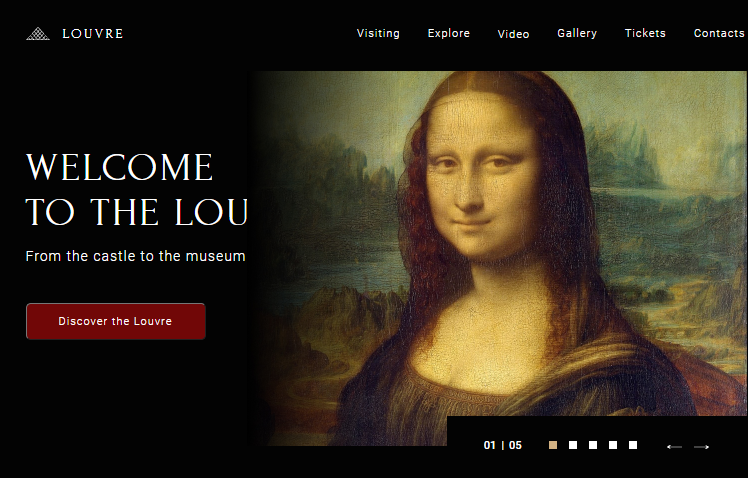 LOUVRE
Visiting Explore Video Gallery Tickets Contacts
WELCOME
TO THE LOU
From the castle to the museum
Discover the Louvre
01 | 05